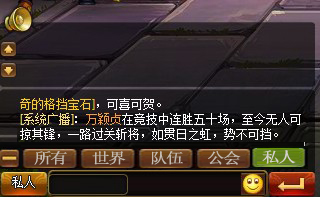 奇的格挡宝石]，可喜可贺。
[系统广播]：万颖贞在竞技中连胜五十场，至今无人可
掠其锋，一路过关斩将，如贯日之虹，势不可挡。
所有 世界 队伍 公会 私人
私人